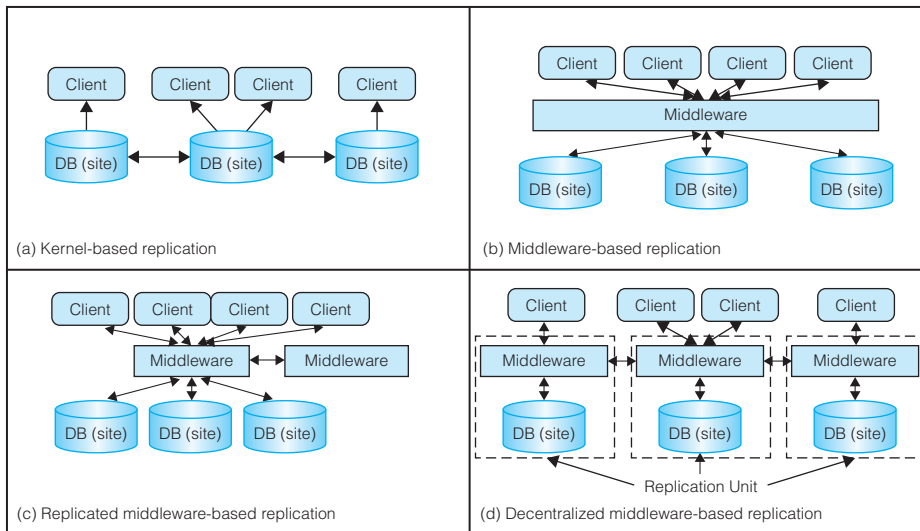 Client
Client
Client
Client
DB (site)
DB (site)
DB (site)
(a) Kernel-based replication
Client
Client
Client
Client
Middleware
DB (site)
DB (site)
DB (site)
(b) Middleware-based replication
Client
Client
Client
Client
Middleware
Middleware
DB (site)
DB (site)
DB (site)
(c) Replicated middleware-based replication
Client
Client
Client
Client
Middleware
Middleware
Middleware
DB (site)
DB (site)
DB (site)
Replication Unit
(d) Decentralized middleware-based replication